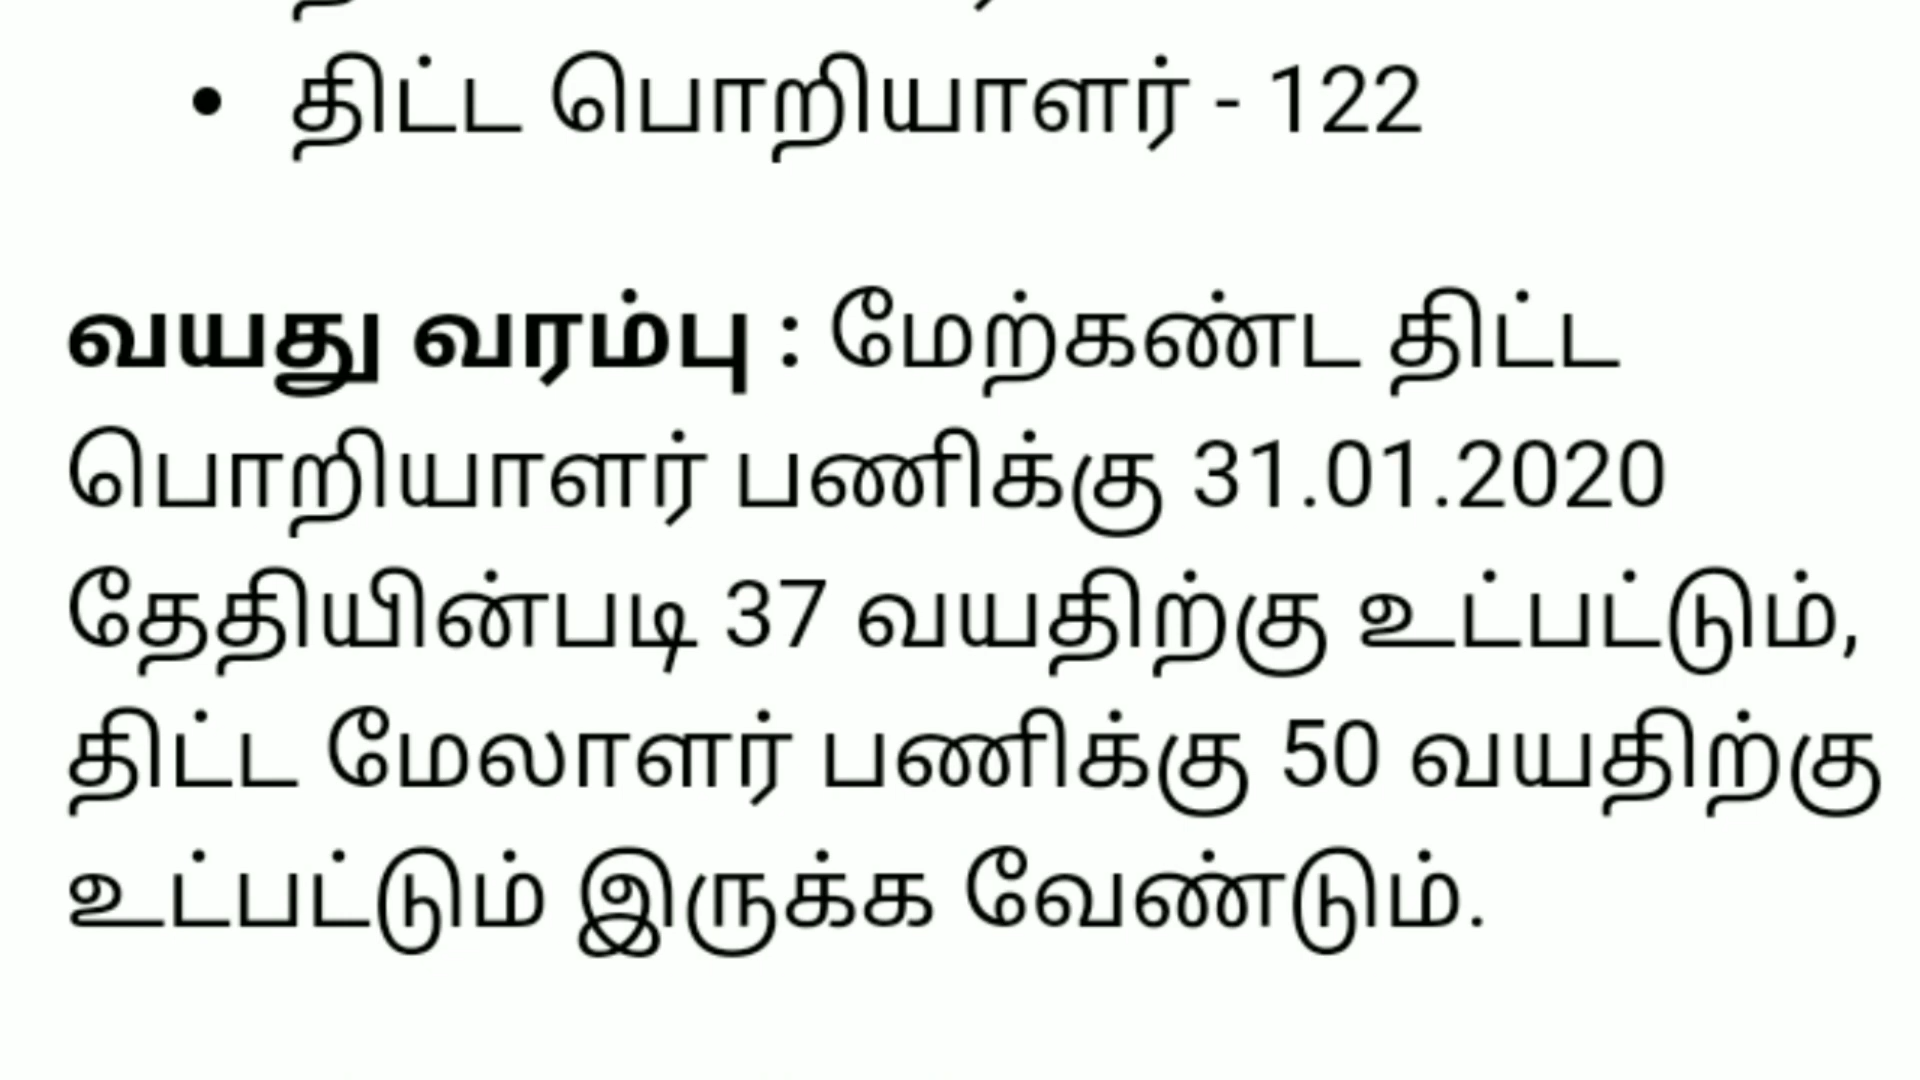 • திட்ட பொறியாளர் - 122
வயது வரம்பு : மேற்கண்ட திட்ட
பொறியாளர் பணிக்கு 31.01.2020
தேதியின்படி 37 வயதிற்கு உட்பட்டும்,
திட்ட மேலாளர் பணிக்கு 50 வயதிற்கு
உட்பட்டும் இருக்க வேண்டும்.